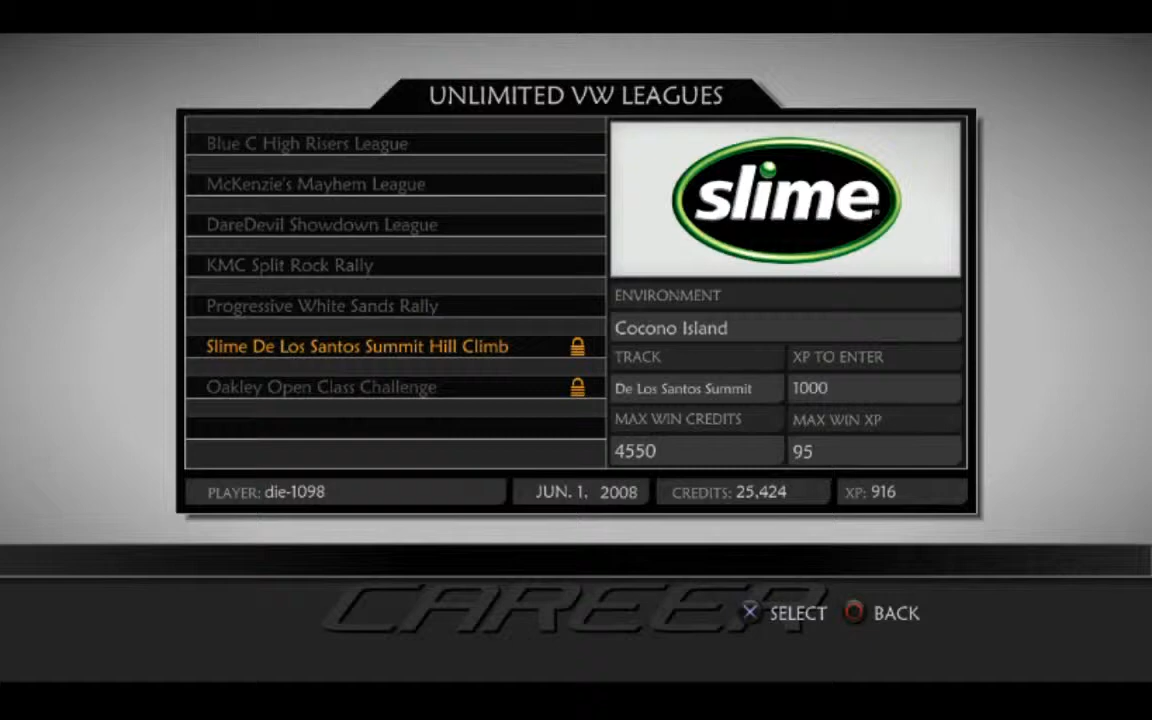 UNLIMITED VW LEAGUES
Blue C High Risers League
McKenzie's Mayhem League
DareDevil Showdown League
KMC Split Rock Rally
Progressive White Sands Rally
Slime De Los Santos Summit Hill Climb
Oakley Open Class Challenge
slime
ENVIRONMENT
Cocono Island
TRACK XP TO ENTER
De Los Santos Summit 1000
MAX WIN CREDITS MAX WIN XP
4550 95
PLAYER: die-1098 JUN. 1. 2008 CREDITS: 25,424 XP: 916
CAREER
SELECT BACK